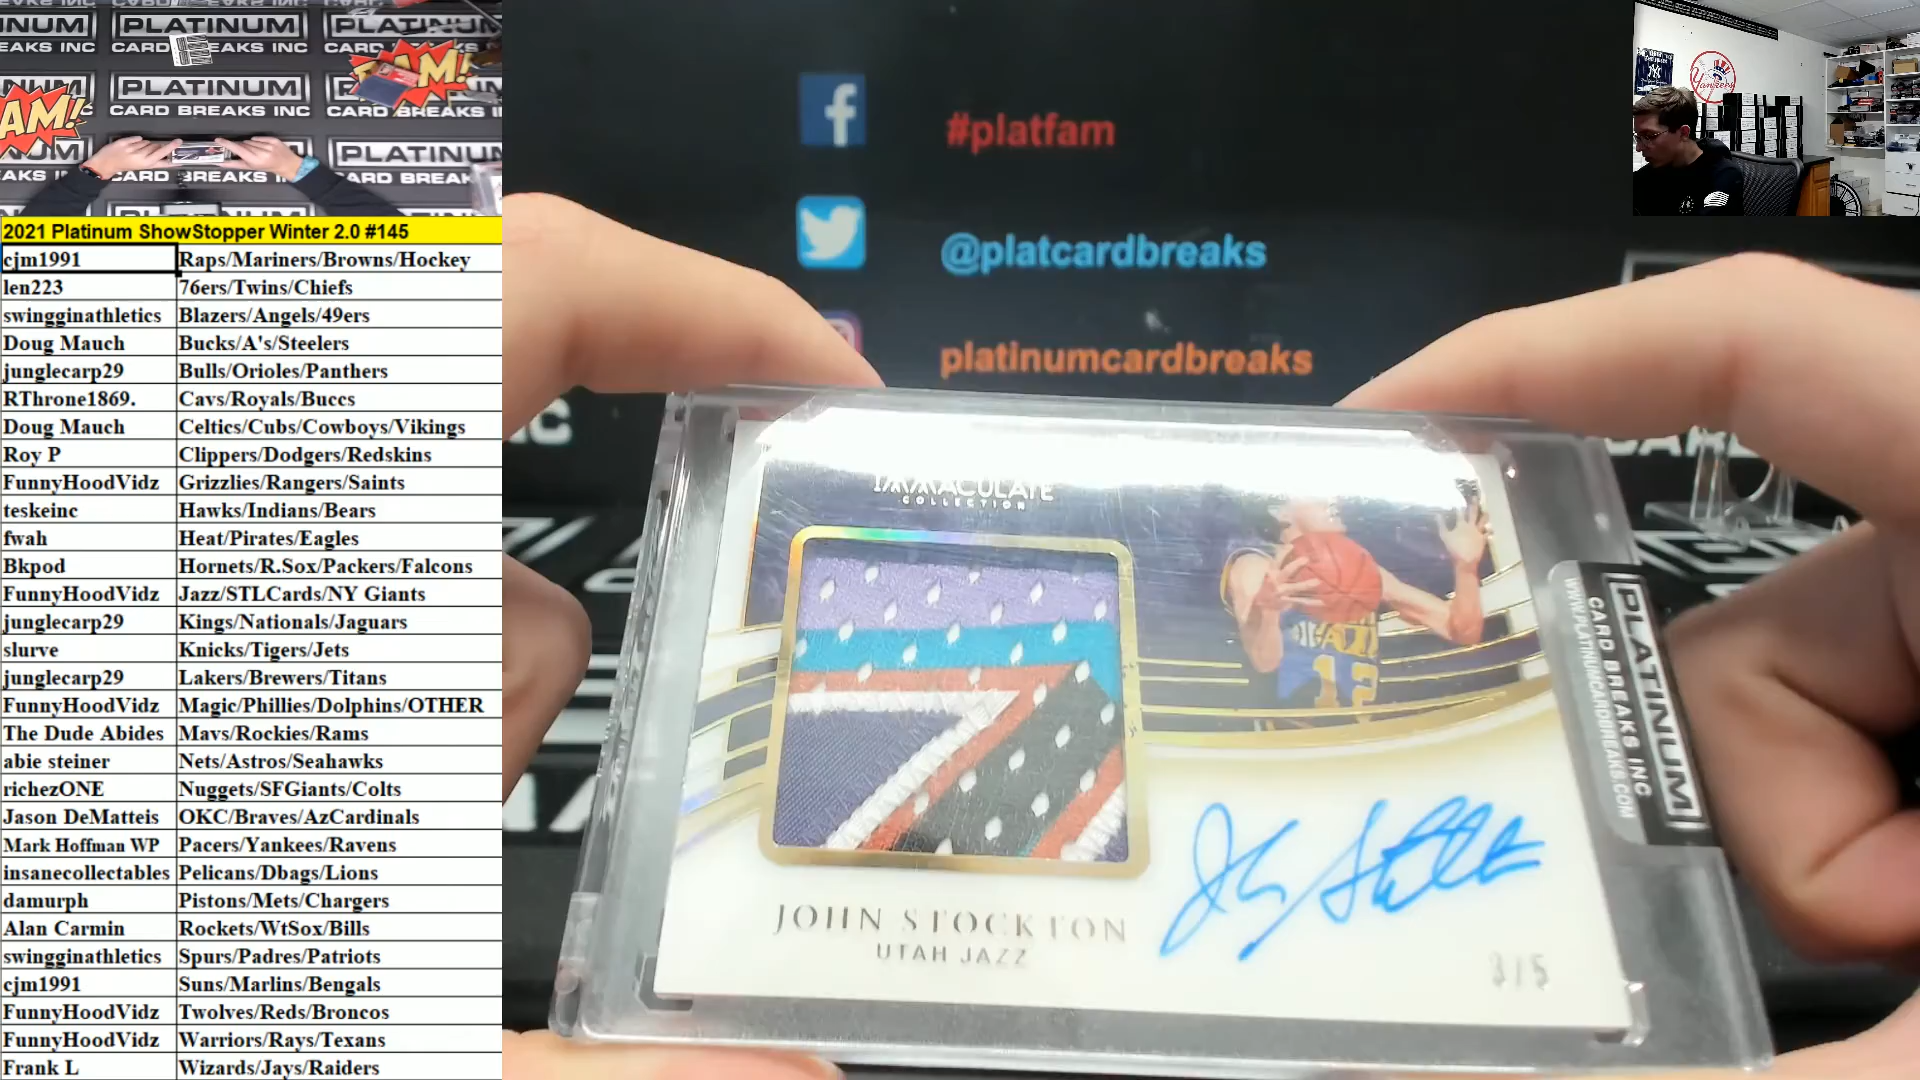 PLATINUM
CARD BREAKS INC
BAM!
AM!
2021 Platinum ShowStopper Winter 2.0 #145
cjm1991 Raps/Mariners/Browns/Hockey
len223 76ers/Twins/Chiefs
swingginathletics Blazers/Angels/49ers
Doug Mauch Bucks/A's/Steelers
junglecarp29 Bulls/Orioles/Panthers
RThrone1869. Cavs/Royals/Buccs
Doug Mauch Celtics/Cubs/Cowboys/Vikings
Roy P Clippers/Dodgers/Redskins
FunnyHoodVidz Grizzlies/Rangers/Saints
teskeinc Hawks/Indians/Bears
fwah Heat/Pirates/Eagles
Bkpod Hornets/R.Sox/Packers/Falcons
FunnyHoodVidz Jazz/STLCards/NY Giants
junglecarp29 Kings/Nationals/Jaguars
slurve Knicks/Tigers/Jets
junglecarp29 Lakers/Brewers/Titans
FunnyHoodVidz Magic/Phillies/Dolphins/OTHER
The Dude Abides Mavs/Rockies/Rams
abie steiner Nets/Astros/Seahawks
richezONE Nuggets/SFGiants/Colts
Jason DeMatteis OKC/Braves/AzCardinals
Mark Hoffman WP Pacers/Yankees/Ravens
insanecollectables Pelicans/Dbags/Lions
damurph Pistons/Mets/Chargers
Alan Carmin Rockets/WtSox/Bills
swingginathletics Spurs/Padres/Patriots
cjm1991 Suns/Marlins/Bengals
FunnyHoodVidz Twolves/Reds/Broncos
FunnyHoodVidz Warriors/Rays/Texans
Frank L Wizards/Jays/Raiders
#platfam
@platcardbreaks
platinumcardbreaks
IMMACULATE
COLLECTION
12
JOHN STOCKTON
UTAH JAZZ
John Stockton
3/5
PLATINUM
CARD BREAKS INC
WWW.PLATINUMCARDBREAKS.COM
Yankees